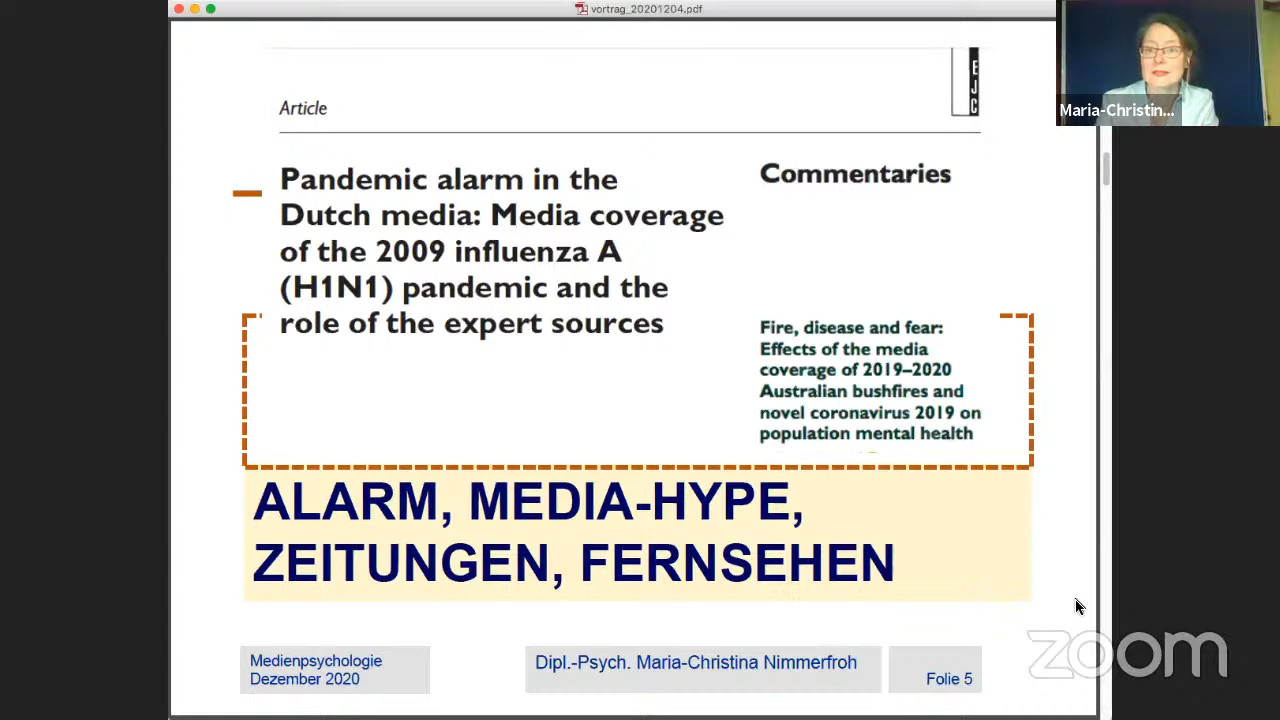 vortrag_20201204.pdf
Maria-Christin...
EJC
Article
Pandemic alarm in the
Dutch media: Media coverage
of the 2009 influenza A
(H1N1) pandemic and the
role of the expert sources
Commentaries
Fire, disease and fear:
Effects of the media
coverage of 2019–2020
Australian bushfires and
novel coronavirus 2019 on
population mental health
ALARM, MEDIA-HYPE,
ZEITUNGEN, FERNSEHEN
Medienpsychologie
Dezember 2020
Dipl.-Psych. Maria-Christina Nimmerfroh
Folie 5
zoom